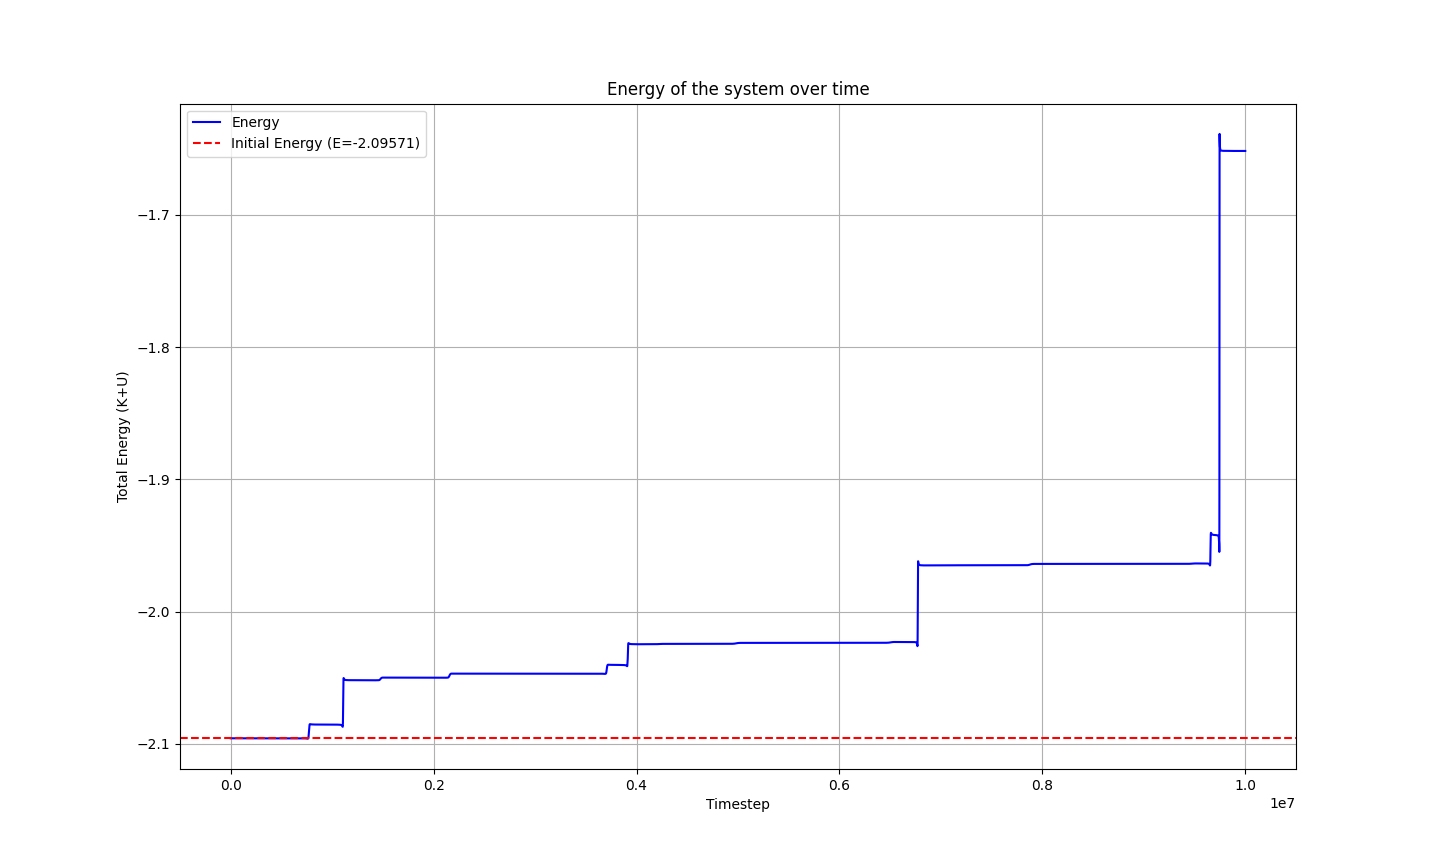 Energy of the system over time
Energy
Initial Energy (E=-2.09571)
Total Energy (K+U)
−1.7
−1.8
−1.9
−2.0
−2.1
0.0 0.2 0.4 0.6 0.8 1.0
1e7
Timestep